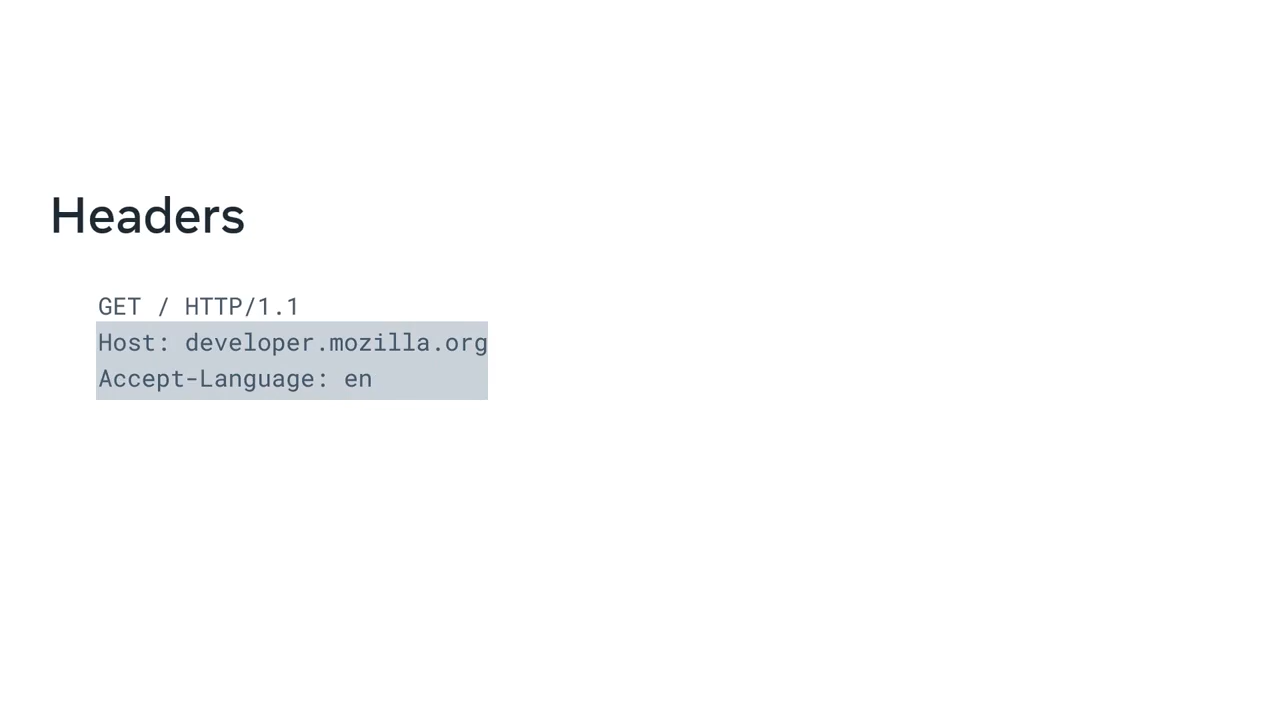 Headers
GET / HTTP/1.1
Host: developer.mozilla.org
Accept-Language: en